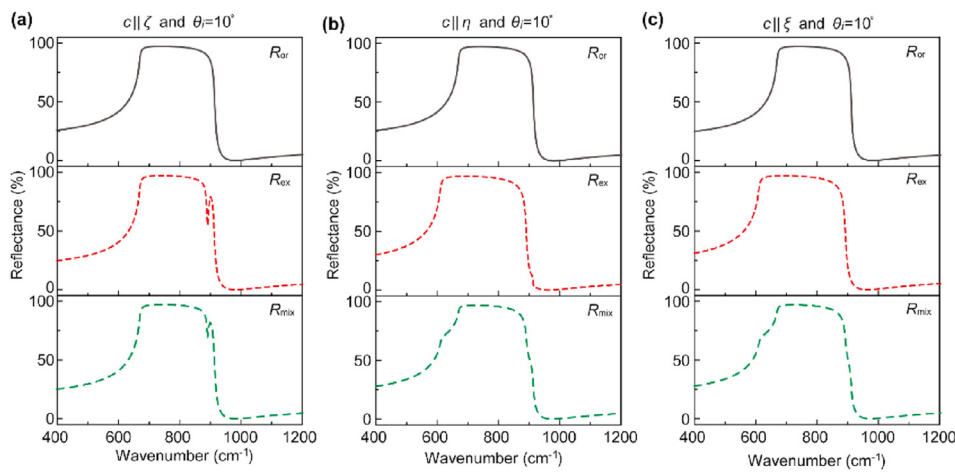 (a) c || ζ and θi=10°
(b) c || η and θi=10°
(c) c || ξ and θi=10°
100
50
0
Ror
100
50
0
Ror
100
50
0
Ror
Reflectance (%)
100
50
0
Rex
Reflectance (%)
100
50
0
Rex
Reflectance (%)
100
50
0
Rex
100
50
0
Rmix
100
50
0
Rmix
100
50
0
Rmix
400 600 800 1000 1200
400 600 800 1000 1200
400 600 800 1000 1200
Wavenumber (cm⁻¹)
Wavenumber (cm⁻¹)
Wavenumber (cm⁻¹)